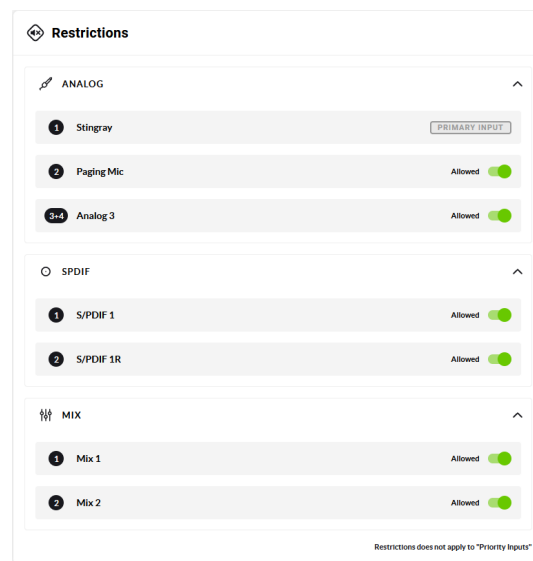 Restrictions
ANALOG
1 Stingray PRIMARY INPUT
2 Paging Mic Allowed
3+4 Analog 3 Allowed
SPDIF
1 S/PDIF 1 Allowed
2 S/PDIF 1R Allowed
MIX
1 Mix 1 Allowed
2 Mix 2 Allowed
Restrictions does not apply to "Priority Inputs"